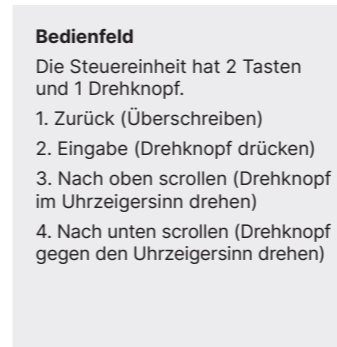 Bedienfeld
Die Steuereinheit hat 2 Tasten
und 1 Drehknopf.
1. Zurück (Überschreiben)
2. Eingabe (Drehknopf drücken)
3. Nach oben scrollen (Drehknopf
im Uhrzeigersinn drehen)
4. Nach unten scrollen (Drehknopf
gegen den Uhrzeigersinn drehen)